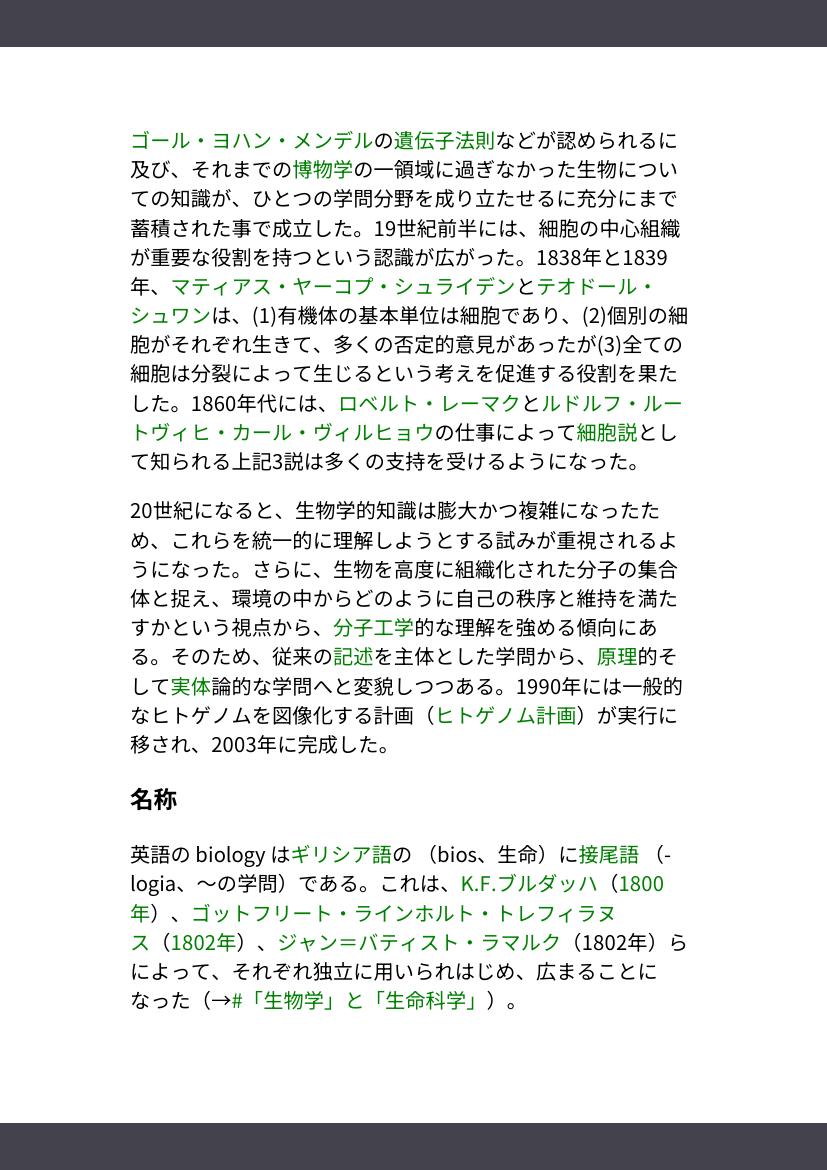 ゴール・ヨハン・メンデルの遺伝子法則などが認められるに
及び、それまでの博物学の一領域に過ぎなかった生物につい
ての知識が、ひとつの学問分野を成り立たせるに充分にまで
蓄積された事で成立した。19世紀前半には、細胞の中心組織
が重要な役割を持つという認識が広がった。1838年と1839
年、マティアス・ヤーコプ・シュライデンとテオドール・
シュワンは、(1)有機体の基本単位は細胞であり、(2)個別の細
胞がそれぞれ生きて、多くの否定的意見があったが(3)全ての
細胞は分裂によって生じるという考えを促進する役割を果た
した。1860年代には、ロベルト・レーマクとルドルフ・ルー
トヴィヒ・カール・ヴィルヒョウの仕事によって細胞説とし
て知られる上記3説は多くの支持を受けるようになった。
20世紀になると、生物学的知識は膨大かつ複雑になったた
め、これらを統一的に理解しようとする試みが重視されるよ
うになった。さらに、生物を高度に組織化された分子の集合
体と捉え、環境の中からどのように自己の秩序と維持を満た
すかという視点から、分子工学的な理解を強める傾向にあ
る。そのため、従来の記述を主体とした学問から、原理的そ
して実体論的な学問へと変貌しつつある。1990年には一般的
なヒトゲノムを図像化する計画（ヒトゲノム計画）が実行に
移され、2003年に完成した。
名称
英語の biology はギリシア語の （bios、生命）に接尾語 （-
logia、〜の学問）である。これは、K.F.ブルダッハ（1800
年）、ゴットフリート・ラインホルト・トレフィラヌ
ス（1802年）、ジャン＝バティスト・ラマルク（1802年）ら
によって、それぞれ独立に用いられはじめ、広まることに
なった（→#「生物学」と「生命科学」）。